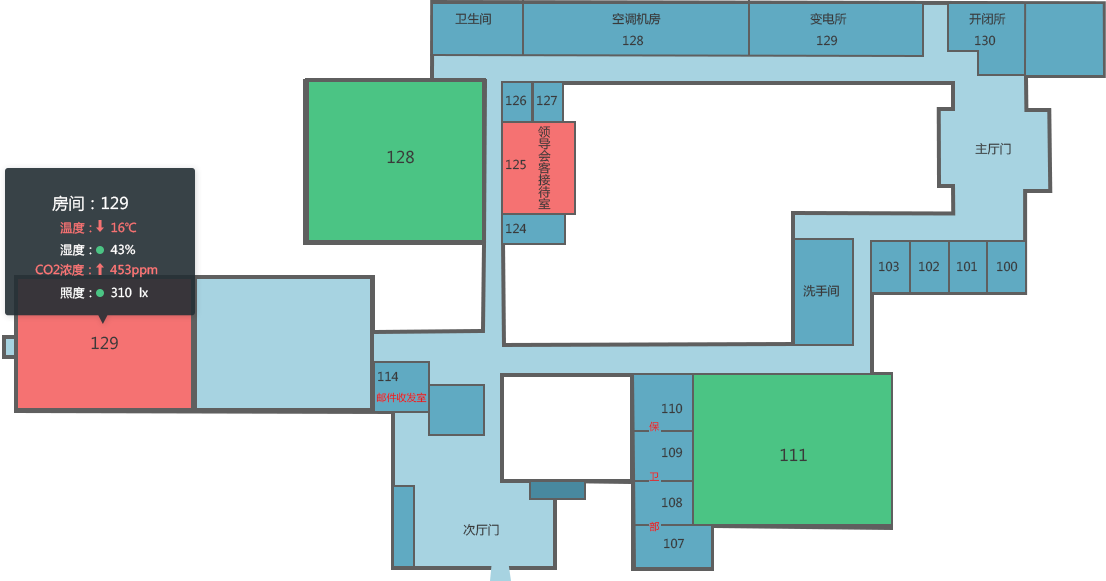 卫生间
空调机房
128
变电所
129
开闭所
130
126
127
128
领导会客接待室
125
主厅门
房间：129
温度：16℃
湿度：43%
CO2浓度：453ppm
照度：310 lx
124
103
102
101
100
洗手间
129
114
邮件收发室
110
保
109
卫
111
108
部
107
次厅门